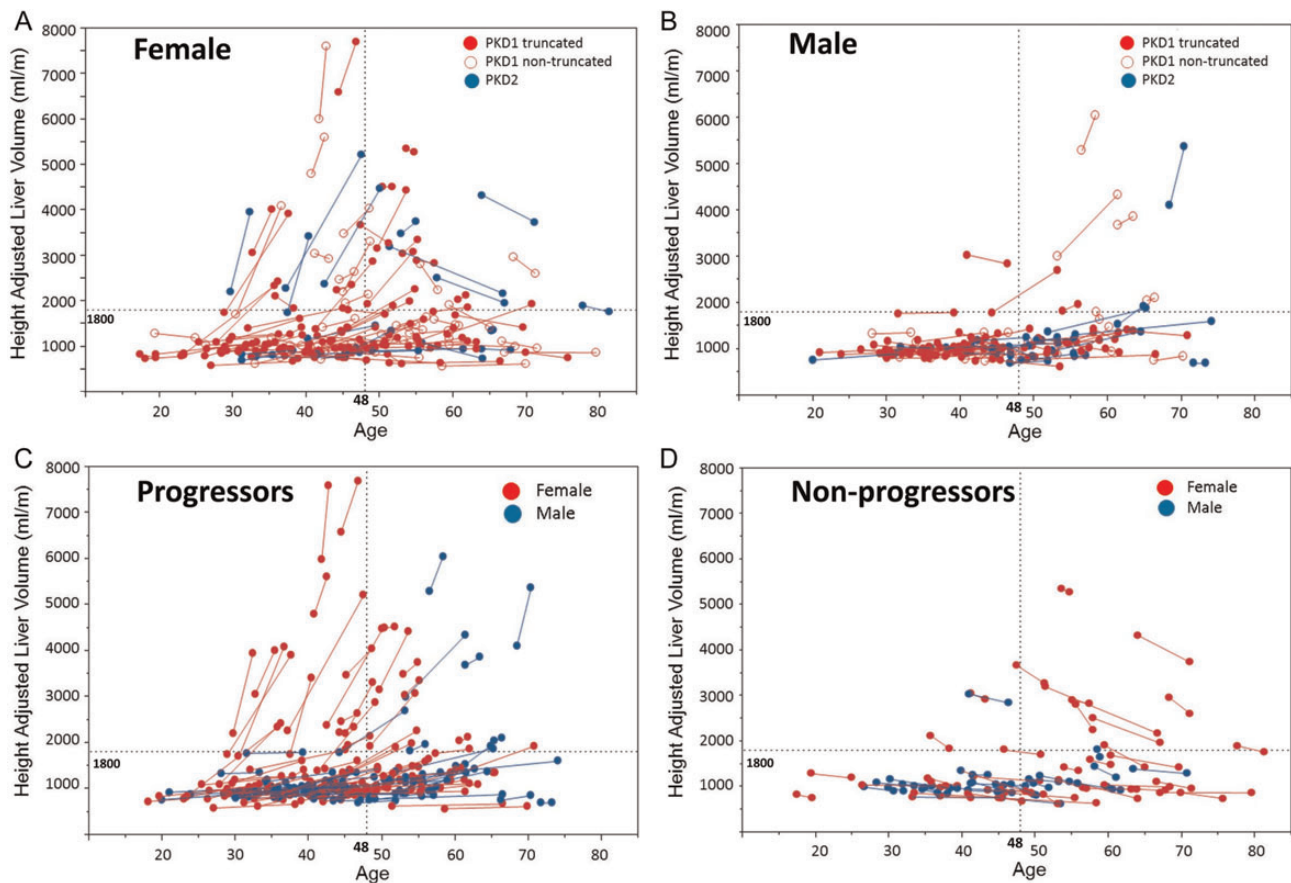 A
Female
PKD1 truncated
PKD1 non-truncated
PKD2
Height Adjusted Liver Volume (ml/m)
8000
7000
6000
5000
4000
3000
2000
1800
1000
20 30 40 48 50 60 70 80
Age
B
Male
PKD1 truncated
PKD1 non-truncated
PKD2
Height Adjusted Liver Volume (ml/m)
8000
7000
6000
5000
4000
3000
2000
1800
1000
20 30 40 48 50 60 70 80
Age
C
Progressors
Female
Male
Height Adjusted Liver Volume (ml/m)
8000
7000
6000
5000
4000
3000
2000
1800
1000
20 30 40 48 50 60 70 80
Age
D
Non-progressors
Female
Male
Height Adjusted Liver Volume (ml/m)
8000
7000
6000
5000
4000
3000
2000
1800
1000
20 30 40 48 50 60 70 80
Age